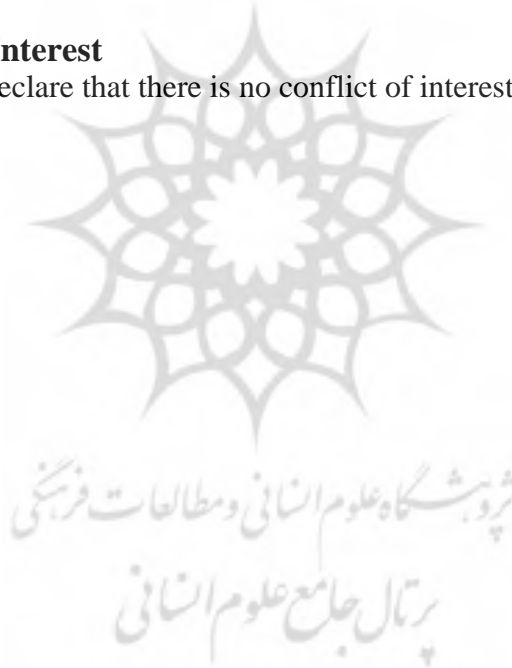 nterest
eclare that there is no conflict of interest
پژوهشگاه علوم انسانی و مطالعات فرهنگی
پرتال جامع علوم انسانی